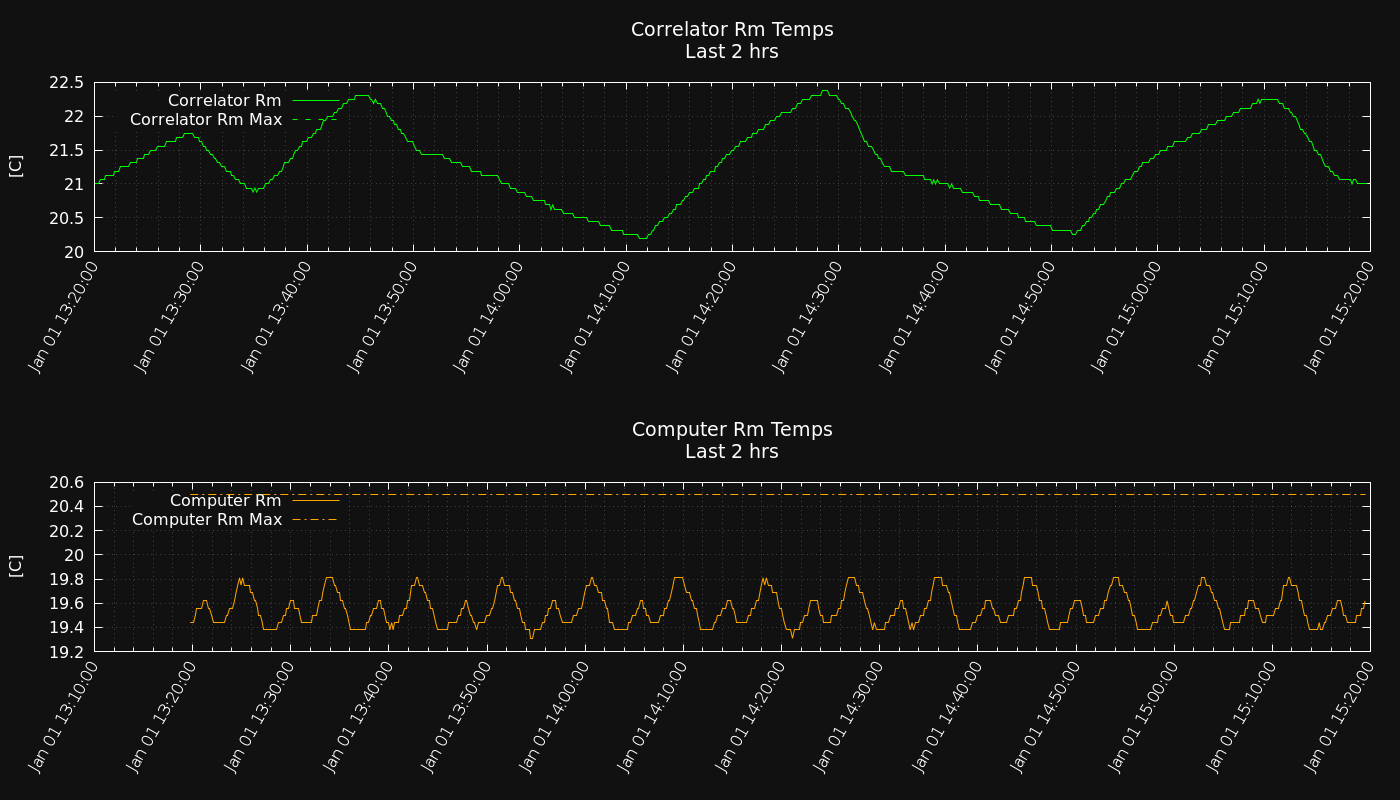 Correlator Rm Temps
Last 2 hrs
22.5
22
21.5
21
20.5
20
[C]
Correlator Rm
Correlator Rm Max
Jan 01 13:20:00
Jan 01 13:30:00
Jan 01 13:40:00
Jan 01 13:50:00
Jan 01 14:00:00
Jan 01 14:10:00
Jan 01 14:20:00
Jan 01 14:30:00
Jan 01 14:40:00
Jan 01 14:50:00
Jan 01 15:00:00
Jan 01 15:10:00
Jan 01 15:20:00
Computer Rm Temps
Last 2 hrs
20.6
20.4
20.2
20
19.8
19.6
19.4
19.2
[C]
Computer Rm
Computer Rm Max
Jan 01 13:10:00
Jan 01 13:20:00
Jan 01 13:30:00
Jan 01 13:40:00
Jan 01 13:50:00
Jan 01 14:00:00
Jan 01 14:10:00
Jan 01 14:20:00
Jan 01 14:30:00
Jan 01 14:40:00
Jan 01 14:50:00
Jan 01 15:00:00
Jan 01 15:10:00
Jan 01 15:20:00